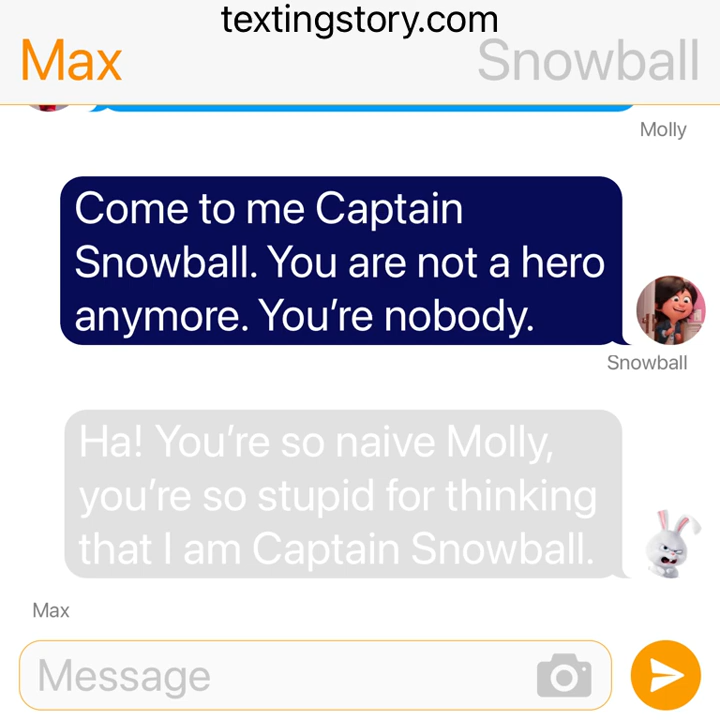 textingstory.com
Max
Snowball
Molly
Come to me Captain
Snowball. You are not a hero
anymore. You’re nobody.
Snowball
Ha! You’re so naive Molly,
you’re so stupid for thinking
that I am Captain Snowball.
Max
Message